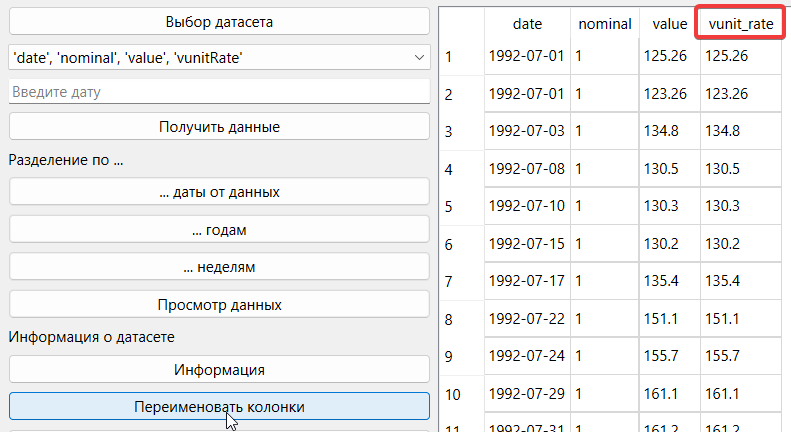 Выбор датасета
'date', 'nominal', 'value', 'vunitRate'
Введите дату
Получить данные
Разделение по ...
... даты от данных
... годам
... неделям
Просмотр данных
Информация о датасете
Информация
Переименовать колонки
date nominal value vunit_rate
1 1992-07-01 1 125.26 125.26
2 1992-07-01 1 123.26 123.26
3 1992-07-03 1 134.8 134.8
4 1992-07-08 1 130.5 130.5
5 1992-07-10 1 130.3 130.3
6 1992-07-15 1 130.2 130.2
7 1992-07-17 1 135.4 135.4
8 1992-07-22 1 151.1 151.1
9 1992-07-24 1 155.7 155.7
10 1992-07-29 1 161.1 161.1
11 1992-07-31 1 161.2 161.2